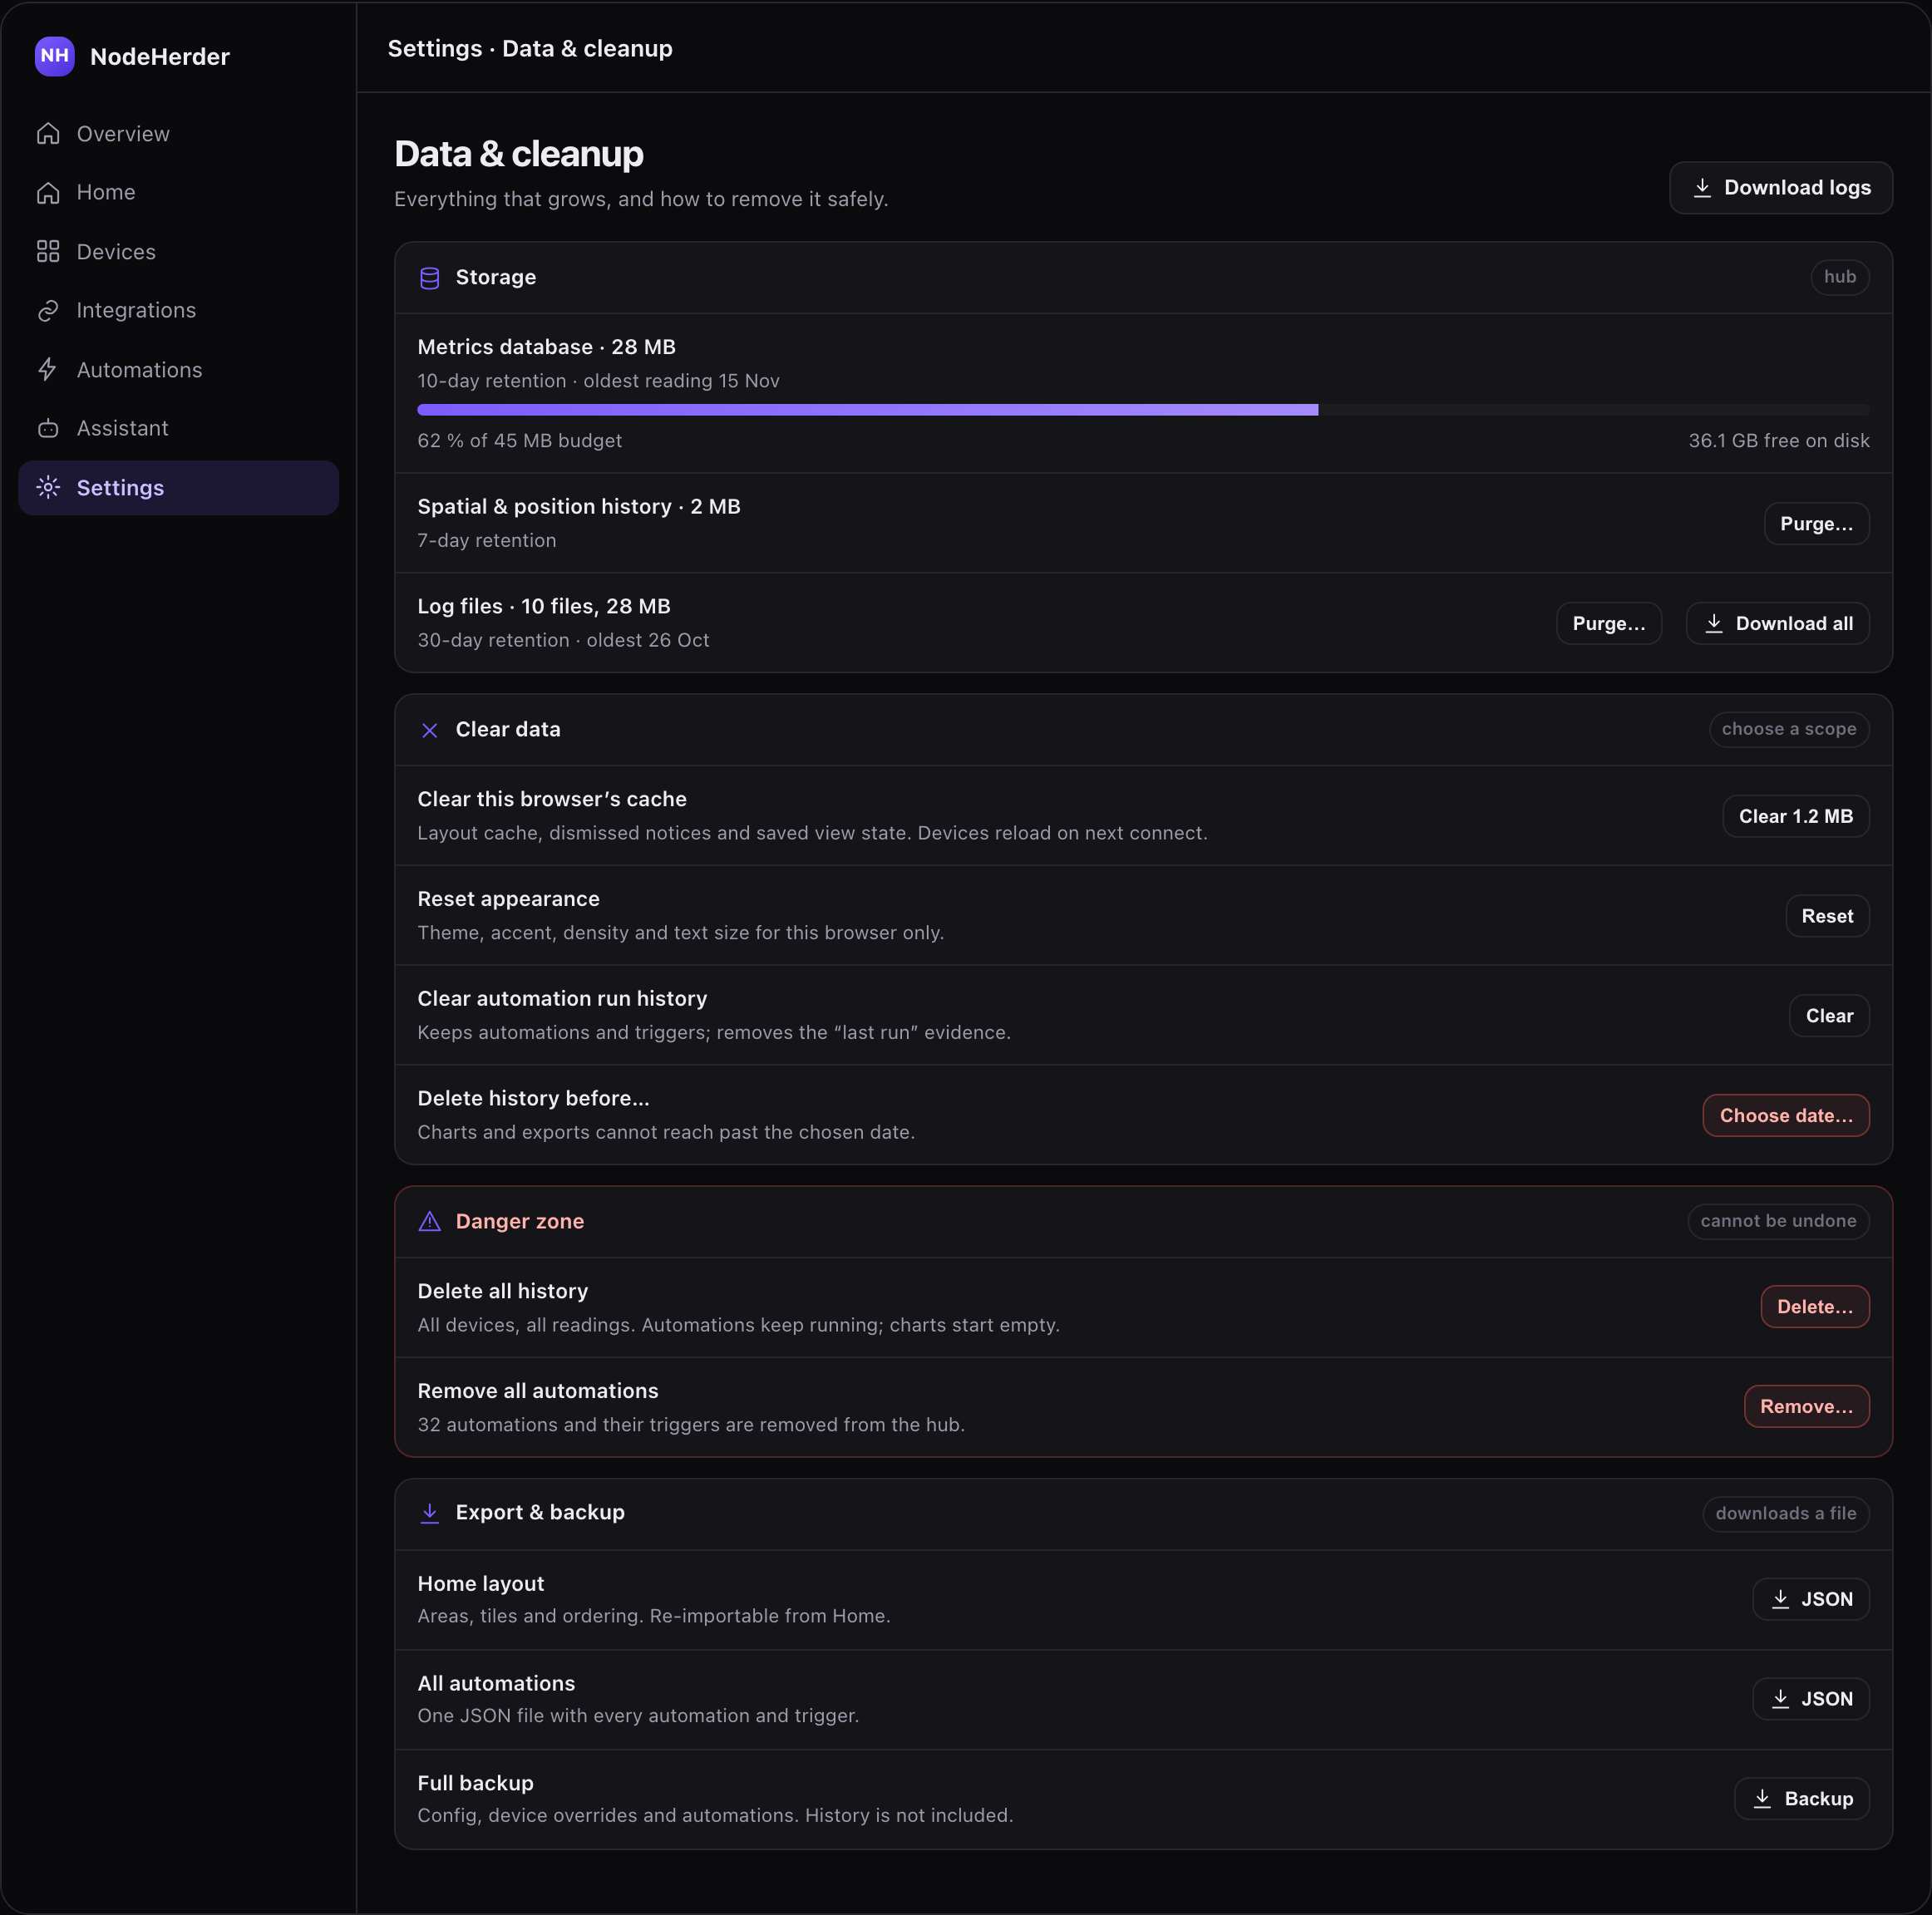 NH NodeHerder
Overview
Home
Devices
Integrations
Automations
Assistant
Settings
Settings · Data & cleanup
Data & cleanup
Everything that grows, and how to remove it safely.
Download logs
Storage
hub
Metrics database · 28 MB
10-day retention · oldest reading 15 Nov
62 % of 45 MB budget
36.1 GB free on disk
Spatial & position history · 2 MB
7-day retention
Purge…
Log files · 10 files, 28 MB
30-day retention · oldest 26 Oct
Purge…
Download all
Clear data
choose a scope
Clear this browser’s cache
Layout cache, dismissed notices and saved view state. Devices reload on next connect.
Clear 1.2 MB
Reset appearance
Theme, accent, density and text size for this browser only.
Reset
Clear automation run history
Keeps automations and triggers; removes the “last run” evidence.
Clear
Delete history before…
Charts and exports cannot reach past the chosen date.
Choose date…
Danger zone
cannot be undone
Delete all history
All devices, all readings. Automations keep running; charts start empty.
Delete…
Remove all automations
32 automations and their triggers are removed from the hub.
Remove…
Export & backup
downloads a file
Home layout
Areas, tiles and ordering. Re-importable from Home.
JSON
All automations
One JSON file with every automation and trigger.
JSON
Full backup
Config, device overrides and automations. History is not included.
Backup